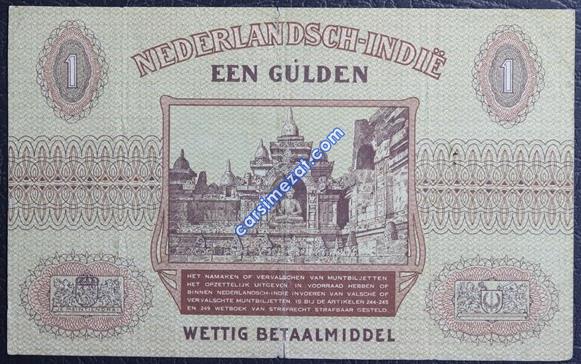 NEDERLANDSCH-INDIË
1
EEN GULDEN
1
carsimezat.com
HET NAMAKEN OF VERVALSCHEN VAN MUNTBILJETTEN
HET OPZETTELIJK UITGEVEN IN VOORRAAD HEBBEN OF
BINNEN NEDERLANDSCH-INDIE INVOEREN VAN VALSCHE OF
VERVALSCHTE MUNTBILJETTEN IS BIJ DE ARTIKELEN 244-245
EN 249 WETBOEK VAN STRAFRECHT STRAFBAAR GESTELD.
JE MAINTIENDRAI
WETTIG BETAALMIDDEL